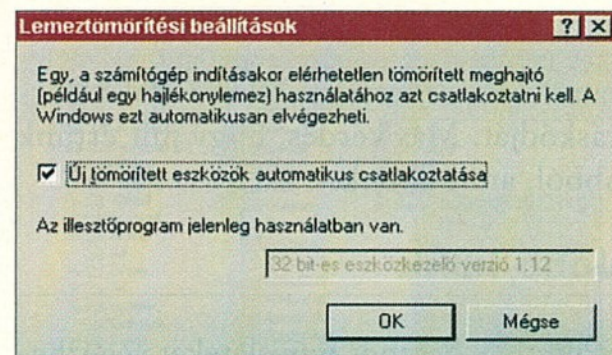 Lemeztömörítési beállítások
Egy, a számítógép indításakor elérhetetlen tömörített meghajtó
(például egy hajlékonylemez) használatához azt csatlakoztatni kell. A
Windows ezt automatikusan elvégezheti.
Új tömörített eszközök automatikus csatlakoztatása
Az illesztőprogram jelenleg használatban van.
32 bit-es eszközkezelő verzió 1.12
OK Mégse